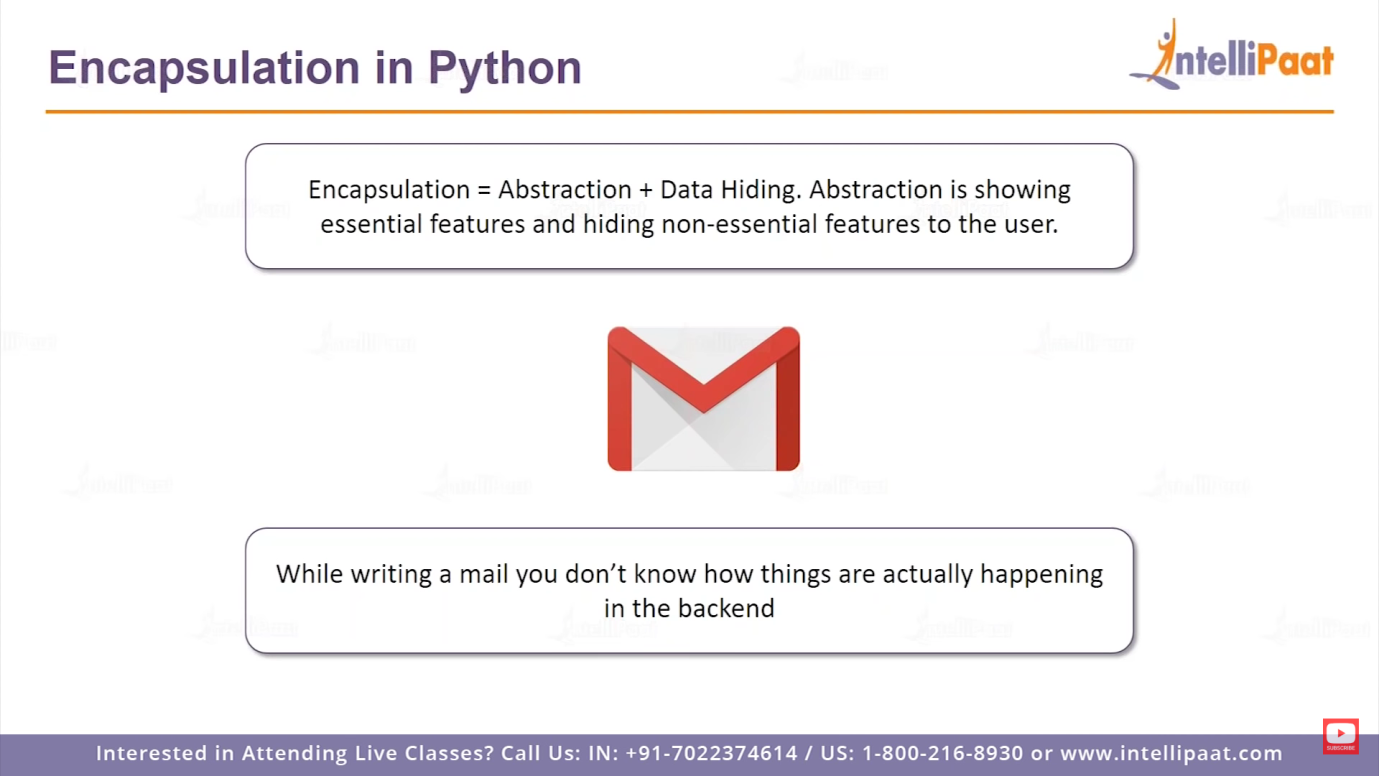 Encapsulation in Python
IntelliPaat
Encapsulation = Abstraction + Data Hiding. Abstraction is showing
essential features and hiding non-essential features to the user.
While writing a mail you don’t know how things are actually happening
in the backend
SUBSCRIBE
Interested in Attending Live Classes? Call Us: IN: +91-7022374614 / US: 1-800-216-8930 or www.intellipaat.com